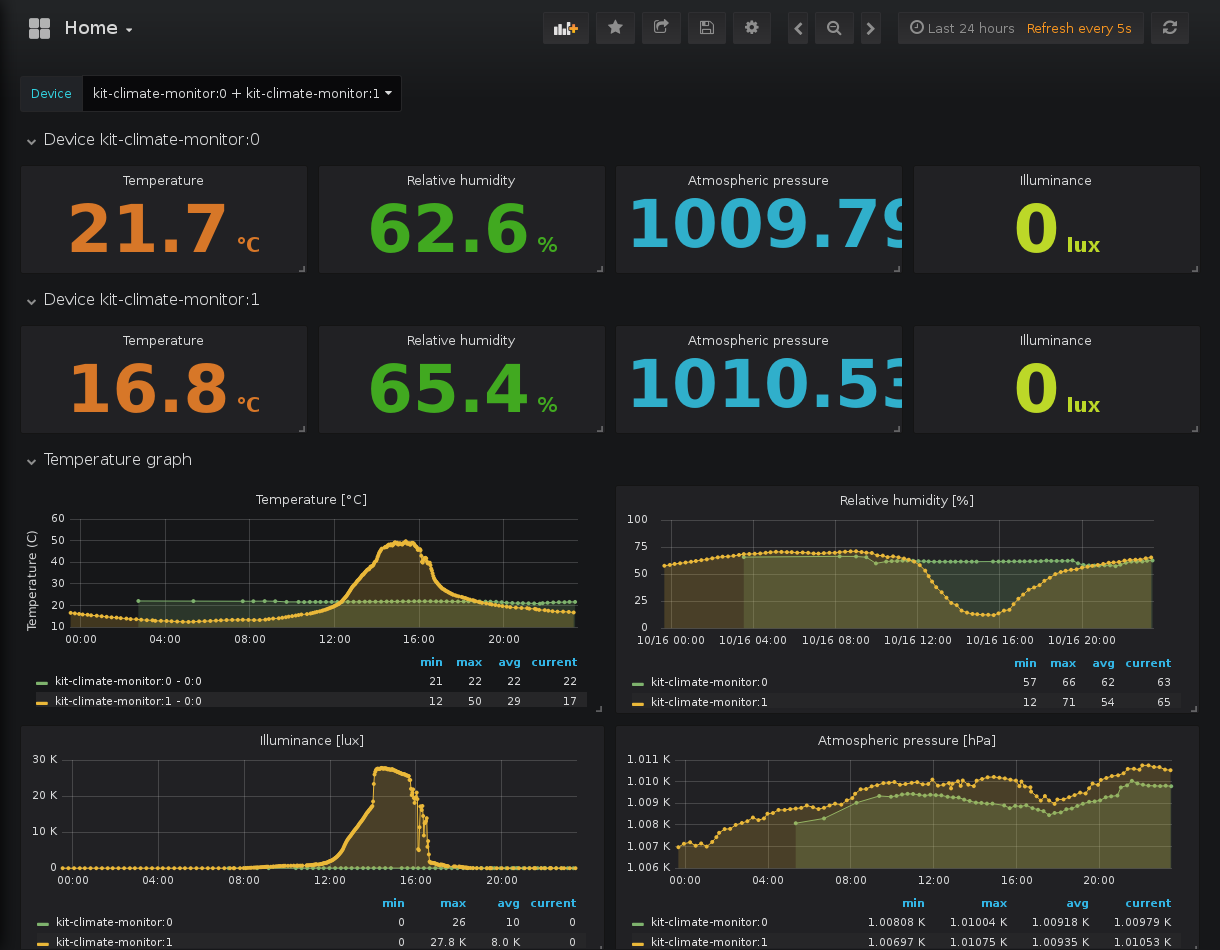 Home
Last 24 hours Refresh every 5s
Device kit-climate-monitor:0 + kit-climate-monitor:1
Device kit-climate-monitor:0
Temperature Relative humidity Atmospheric pressure Illuminance
21.7 °C 62.6 % 1009.79 0 lux
Device kit-climate-monitor:1
Temperature Relative humidity Atmospheric pressure Illuminance
16.8 °C 65.4 % 1010.53 0 lux
Temperature graph
Temperature [°C]
Temperature (C)
60
50
40
30
20
10
00:00 04:00 08:00 12:00 16:00 20:00
min max avg current
kit-climate-monitor:0 - 0:0 21 22 22 22
kit-climate-monitor:1 - 0:0 12 50 29 17
Relative humidity [%]
100
75
50
25
0
10/16 00:00 10/16 04:00 10/16 08:00 10/16 12:00 10/16 16:00 10/16 20:00
min max avg current
kit-climate-monitor:0 57 66 62 63
kit-climate-monitor:1 12 71 54 65
Illuminance [lux]
30 K
20 K
10 K
0
00:00 04:00 08:00 12:00 16:00 20:00
min max avg current
kit-climate-monitor:0 0 26 10 0
kit-climate-monitor:1 0 27.8 K 8.0 K 0
Atmospheric pressure [hPa]
1.011 K
1.010 K
1.009 K
1.008 K
1.007 K
1.006 K
00:00 04:00 08:00 12:00 16:00 20:00
min max avg current
kit-climate-monitor:0 1.00808 K 1.01004 K 1.00918 K 1.00979 K
kit-climate-monitor:1 1.00697 K 1.01075 K 1.00935 K 1.01053 K